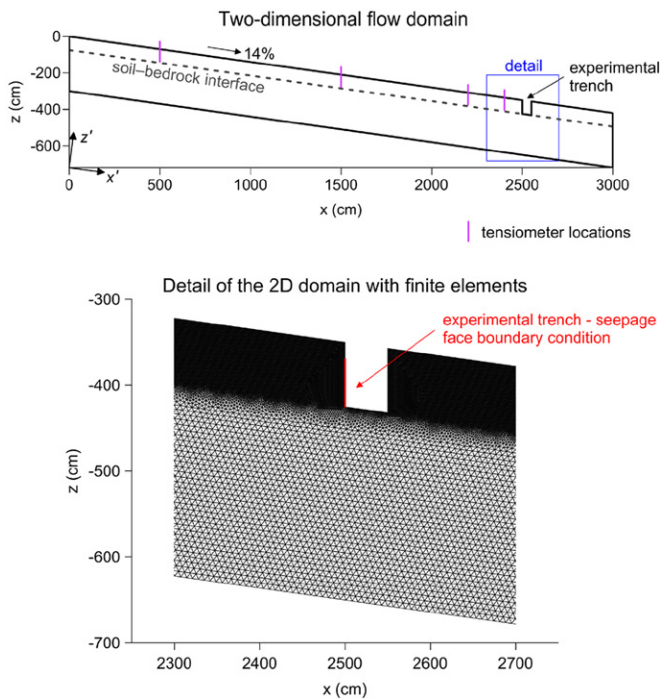 Two-dimensional flow domain
0
-200
-400
-600
z (cm)
14%
soil–bedrock interface
detail
experimental
trench
z'
x'
0
500
1000
1500
2000
2500
3000
x (cm)
tensiometer locations
Detail of the 2D domain with finite elements
-300
-400
-500
-600
-700
z (cm)
experimental trench - seepage
face boundary condition
2300
2400
2500
2600
2700
x (cm)